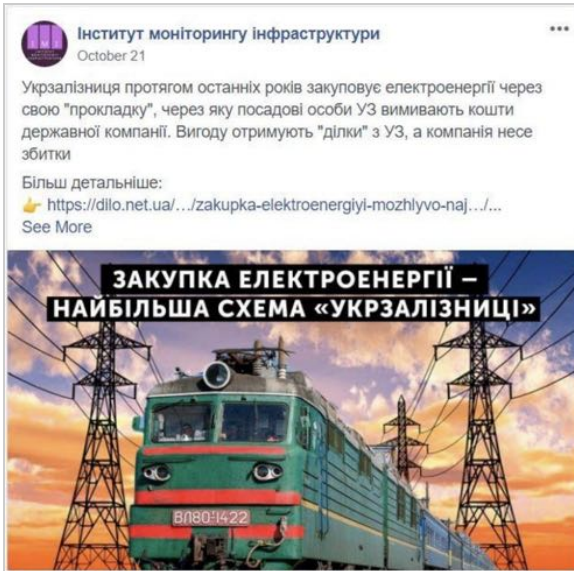 Інститут моніторингу інфраструктури
October 21
Укрзалізниця протягом останніх років закуповує електроенергії через
свою "прокладку", через яку посадові особи УЗ вимивають кошти
державної компанії. Вигоду отримують "ділки" з УЗ, а компанія несе
збитки
Більш детальніше:
👉 https://dilo.net.ua/.../zakupka-elektroenergiyi-mozhlyvo-naj.../...
See More
ЗАКУПКА ЕЛЕКТРОЕНЕРГІЇ –
НАЙБІЛЬША СХЕМА «УКРЗАЛІЗНИЦІ»
ВЛ80-1422